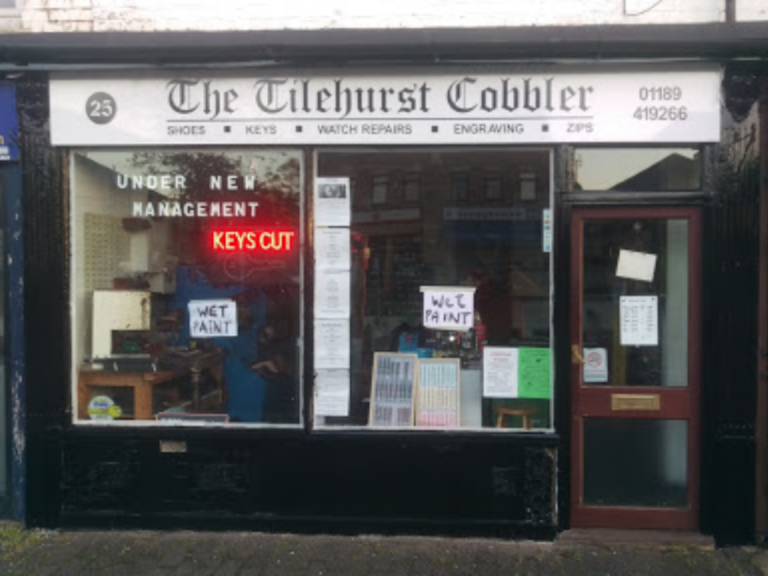 25
The Tilehurst Cobbler
01189
419266
SHOES ▪ KEYS ▪ WATCH REPAIRS ▪ ENGRAVING ▪ ZIPS
UNDER NEW
MANAGEMENT
KEYS CUT
WET
PAINT
WET
PAINT